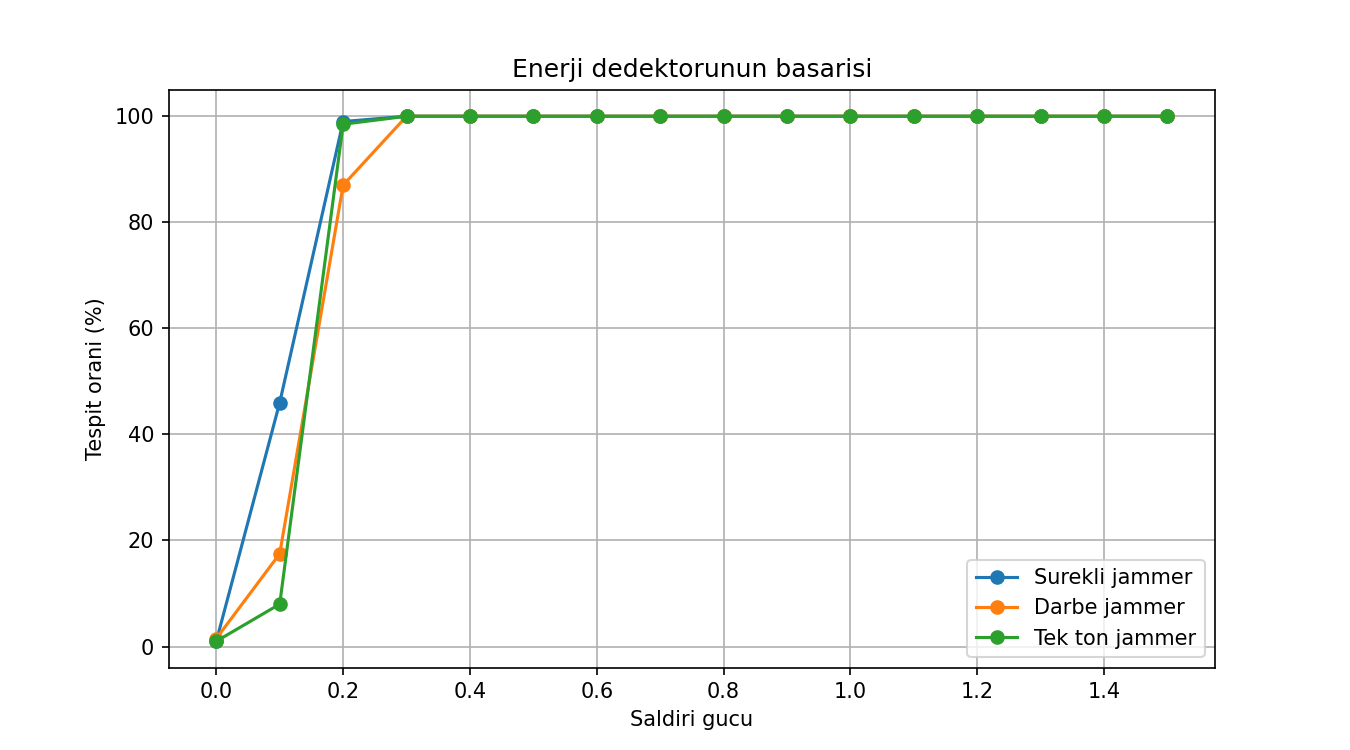 Enerji dedektorunun basarisi
Tespit orani (%)
100
80
60
40
20
0
0.0 0.2 0.4 0.6 0.8 1.0 1.2 1.4
Saldiri gucu
Surekli jammer
Darbe jammer
Tek ton jammer